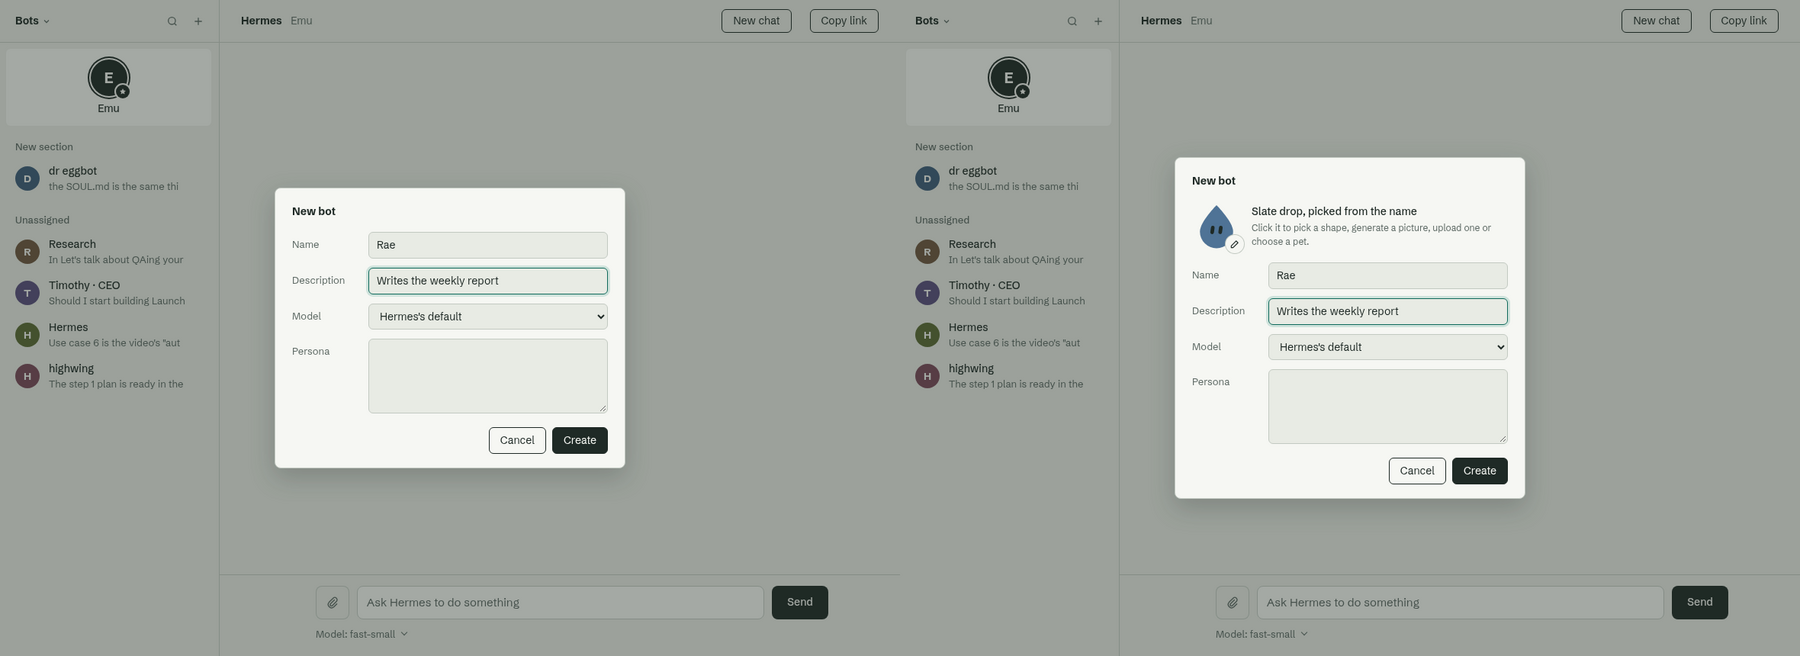 Bots
Hermes Emu
New chat
Copy link
E
Emu
New section
D
dr eggbot
the SOUL.md is the same thi
Unassigned
R
Research
In Let's talk about QAing your
T
Timothy · CEO
Should I start building Launch
H
Hermes
Use case 6 is the video's "aut
H
highwing
The step 1 plan is ready in the
New bot
Name
Rae
Description
Writes the weekly report
Model
Hermes's default
Persona
Cancel
Create
Ask Hermes to do something
Send
Model: fast-small
Bots
Hermes Emu
New chat
Copy link
E
Emu
New section
D
dr eggbot
the SOUL.md is the same thi
Unassigned
R
Research
In Let's talk about QAing your
T
Timothy · CEO
Should I start building Launch
H
Hermes
Use case 6 is the video's "aut
H
highwing
The step 1 plan is ready in the
New bot
Slate drop, picked from the name
Click it to pick a shape, generate a picture, upload one or
choose a pet.
Name
Rae
Description
Writes the weekly report
Model
Hermes's default
Persona
Cancel
Create
Ask Hermes to do something
Send
Model: fast-small